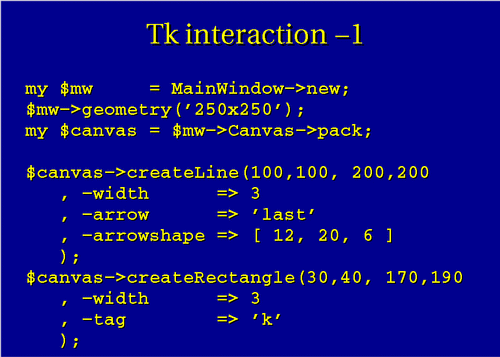 Tk interaction –1
my $mw     = MainWindow–>new;
$mw–>geometry(’250x250’);
my $canvas = $mw–>Canvas–>pack;
$canvas–>createLine(100,100, 200,200
   , –width      => 3
   , –arrow      => ’last’
   , –arrowshape => [ 12, 20, 6 ]
   );
$canvas–>createRectangle(30,40, 170,190
   , –width      => 3
   , –tag        => ’k’
   );